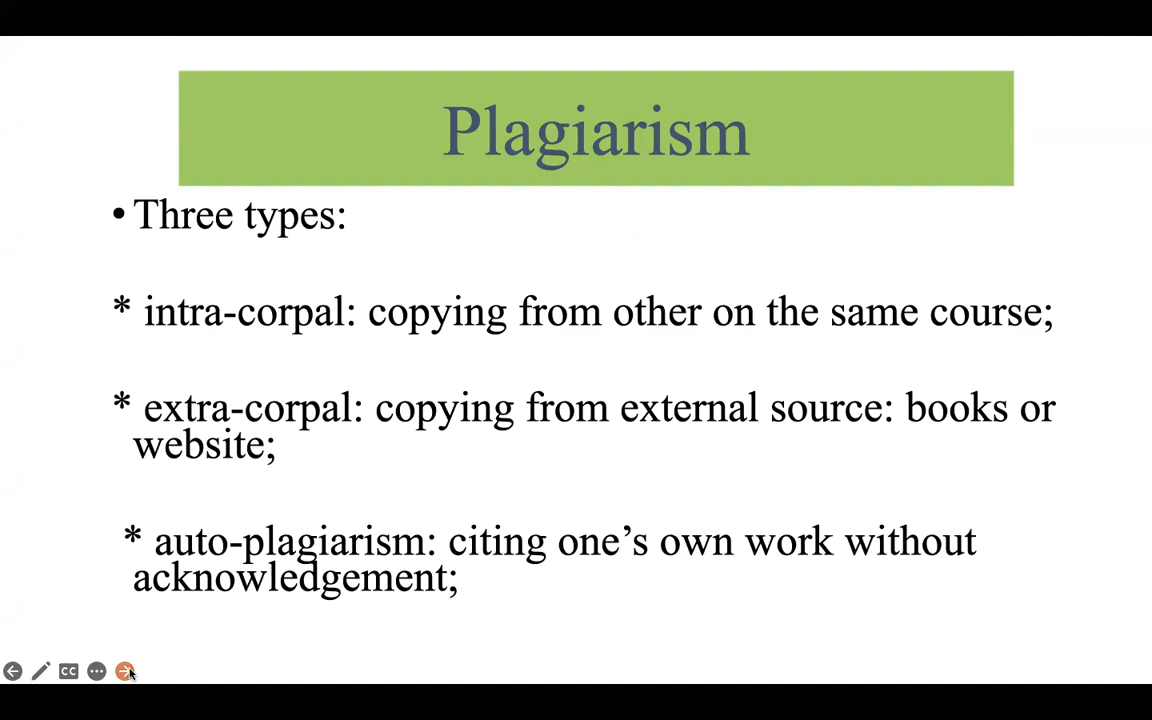 Plagiarism
• Three types:
* intra-corpal: copying from other on the same course;
* extra-corpal: copying from external source: books or
website;
* auto-plagiarism: citing one’s own work without
acknowledgement;
CC